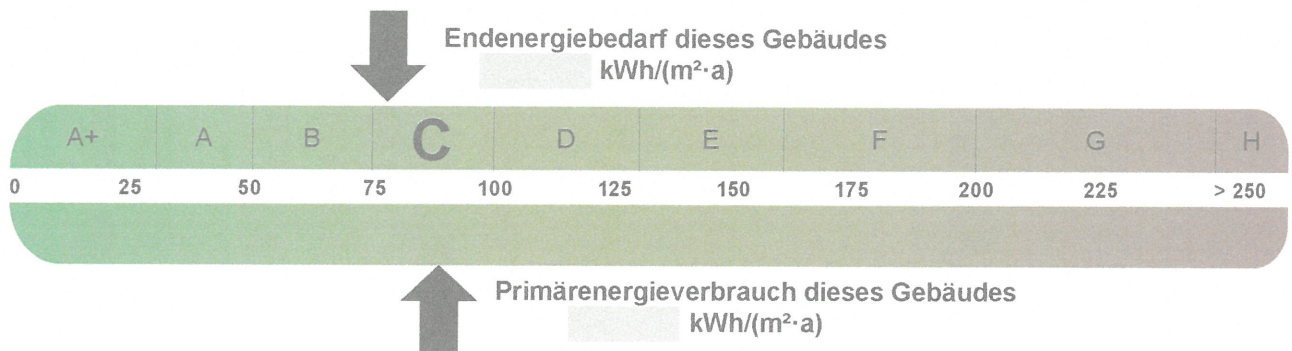 Endenergiebedarf dieses Gebäudes
kWh/(m²·a)
A+ A B C D E F G H
0 25 50 75 100 125 150 175 200 225 > 250
Primärenergieverbrauch dieses Gebäudes
kWh/(m²·a)